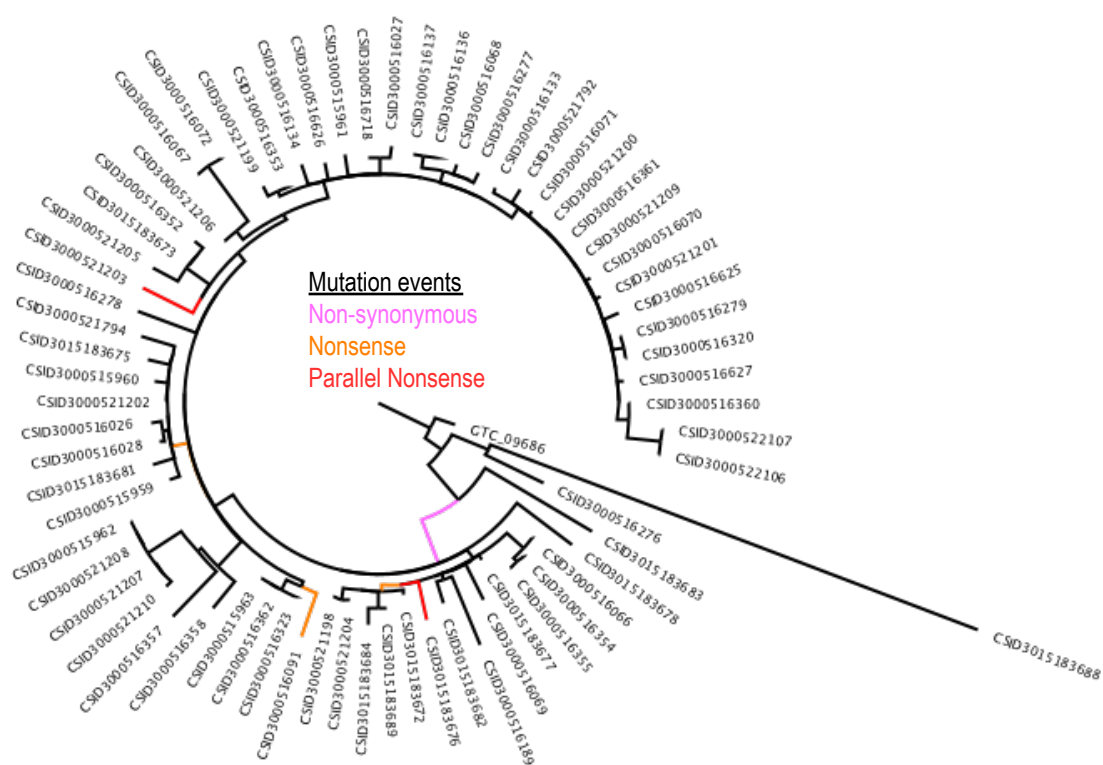 Mutation events
Non-synonymous
Nonsense
Parallel Nonsense
GTC_09686
CSID3015183688
CSID3000516276
CSID3015183683
CSID3015183678
CSID3000516066
CSID3000516354
CSID3000516355
CSID3015183677
CSID3000516069
CSID3000516189
CSID3015183682
CSID3015183676
CSID3015183672
CSID3015183689
CSID3015183684
CSID3000521204
CSID3000521198
CSID3000516091
CSID3000516323
CSID3000516362
CSID3000515963
CSID3000516358
CSID3000516357
CSID3000521210
CSID3000521207
CSID3000521208
CSID3000515962
CSID3000515959
CSID3015183681
CSID3000516028
CSID3000516026
CSID3000521202
CSID3000515960
CSID3015183675
CSID3000521794
CSID3000516278
CSID3000521203
CSID3000521205
CSID3015183673
CSID3000516352
CSID3000521206
CSID3000516067
CSID3000516072
CSID3000521199
CSID3000516353
CSID3000516134
CSID3000516626
CSID3000515961
CSID3000516718
CSID3000516027
CSID3000516137
CSID3000516136
CSID3000516068
CSID3000516277
CSID3000516133
CSID3000521792
CSID3000516071
CSID3000521200
CSID3000516361
CSID3000521209
CSID3000516070
CSID3000521201
CSID3000516625
CSID3000516279
CSID3000516320
CSID3000516627
CSID3000516360
CSID3000522107
CSID3000522106